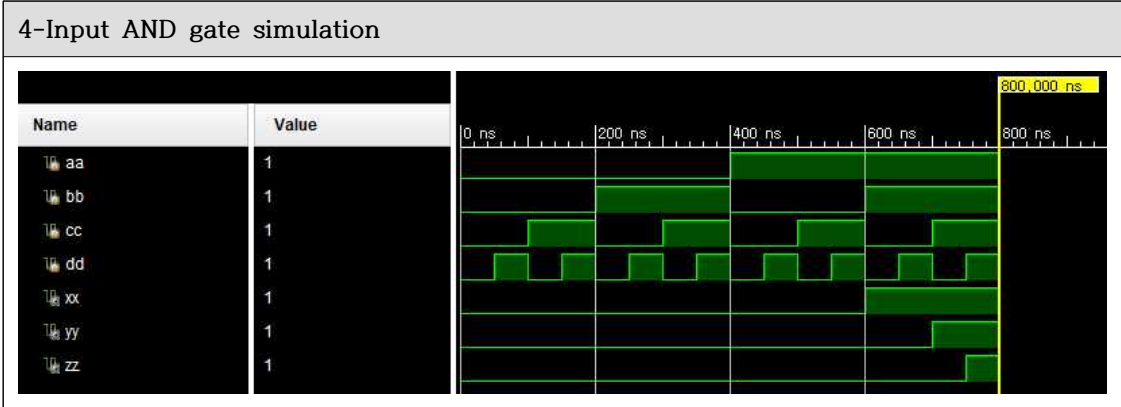 4-Input AND gate simulation
800,000 ns
Name Value
0 ns 200 ns 400 ns 600 ns 800 ns
aa 1
bb 1
cc 1
dd 1
xx 1
yy 1
zz 1